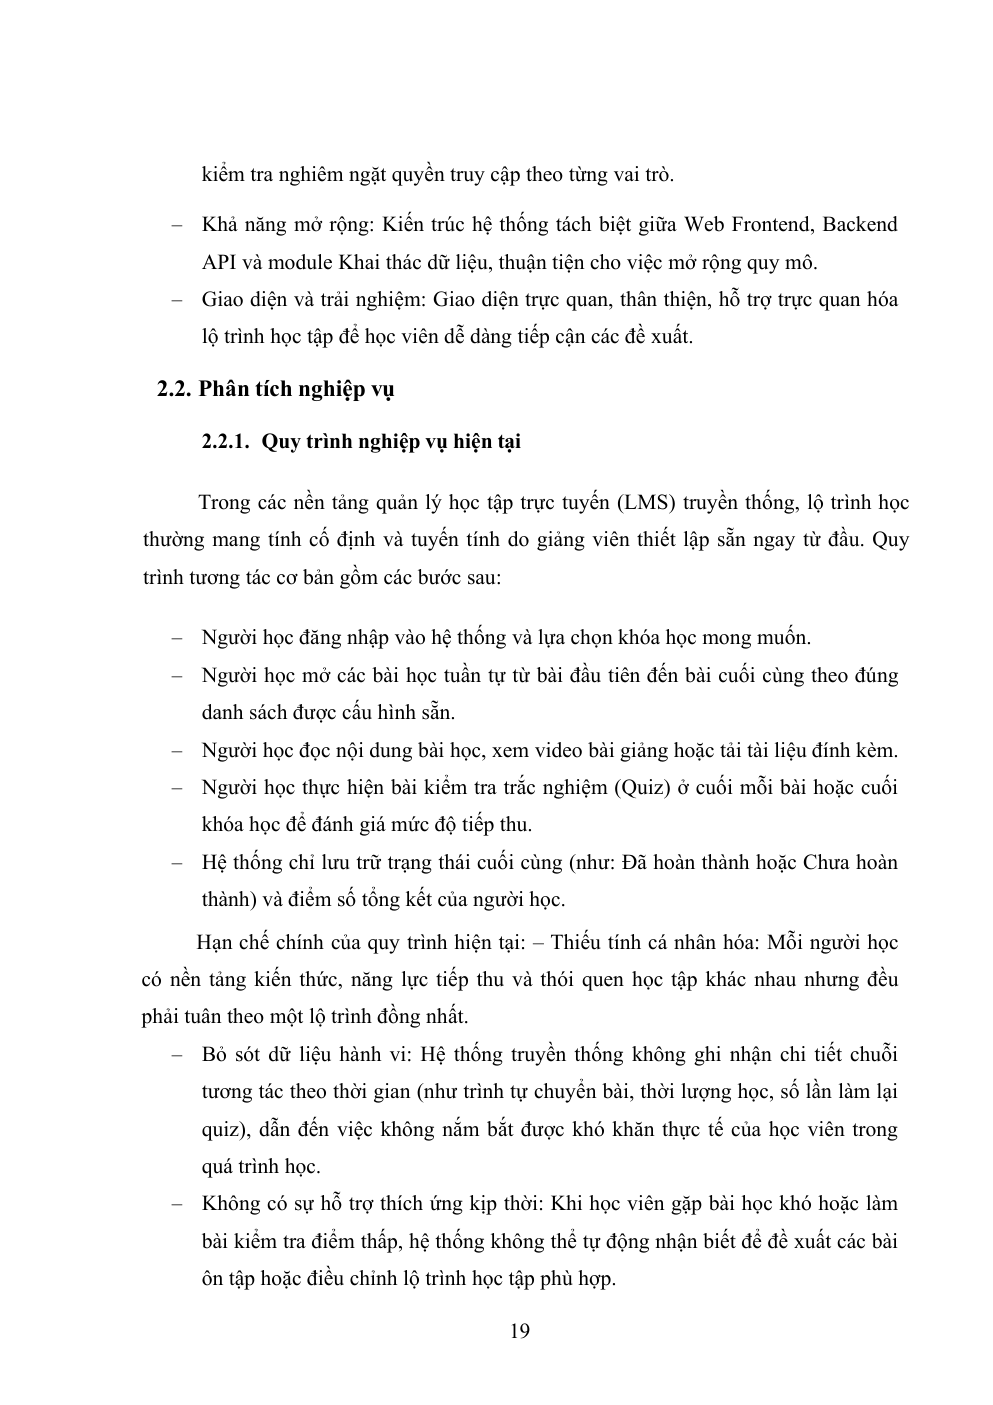 kiểm tra nghiêm ngặt quyền truy cập theo từng vai trò.
– Khả năng mở rộng: Kiến trúc hệ thống tách biệt giữa Web Frontend, Backend
API và module Khai thác dữ liệu, thuận tiện cho việc mở rộng quy mô.
– Giao diện và trải nghiệm: Giao diện trực quan, thân thiện, hỗ trợ trực quan hóa
lộ trình học tập để học viên dễ dàng tiếp cận các đề xuất.
2.2. Phân tích nghiệp vụ
2.2.1. Quy trình nghiệp vụ hiện tại
Trong các nền tảng quản lý học tập trực tuyến (LMS) truyền thống, lộ trình học
thường mang tính cố định và tuyến tính do giảng viên thiết lập sẵn ngay từ đầu. Quy
trình tương tác cơ bản gồm các bước sau:
– Người học đăng nhập vào hệ thống và lựa chọn khóa học mong muốn.
– Người học mở các bài học tuần tự từ bài đầu tiên đến bài cuối cùng theo đúng
danh sách được cấu hình sẵn.
– Người học đọc nội dung bài học, xem video bài giảng hoặc tải tài liệu đính kèm.
– Người học thực hiện bài kiểm tra trắc nghiệm (Quiz) ở cuối mỗi bài hoặc cuối
khóa học để đánh giá mức độ tiếp thu.
– Hệ thống chỉ lưu trữ trạng thái cuối cùng (như: Đã hoàn thành hoặc Chưa hoàn
thành) và điểm số tổng kết của người học.
Hạn chế chính của quy trình hiện tại: – Thiếu tính cá nhân hóa: Mỗi người học
có nền tảng kiến thức, năng lực tiếp thu và thói quen học tập khác nhau nhưng đều
phải tuân theo một lộ trình đồng nhất.
– Bỏ sót dữ liệu hành vi: Hệ thống truyền thống không ghi nhận chi tiết chuỗi
tương tác theo thời gian (như trình tự chuyển bài, thời lượng học, số lần làm lại
quiz), dẫn đến việc không nắm bắt được khó khăn thực tế của học viên trong
quá trình học.
– Không có sự hỗ trợ thích ứng kịp thời: Khi học viên gặp bài học khó hoặc làm
bài kiểm tra điểm thấp, hệ thống không thể tự động nhận biết để đề xuất các bài
ôn tập hoặc điều chỉnh lộ trình học tập phù hợp.
19